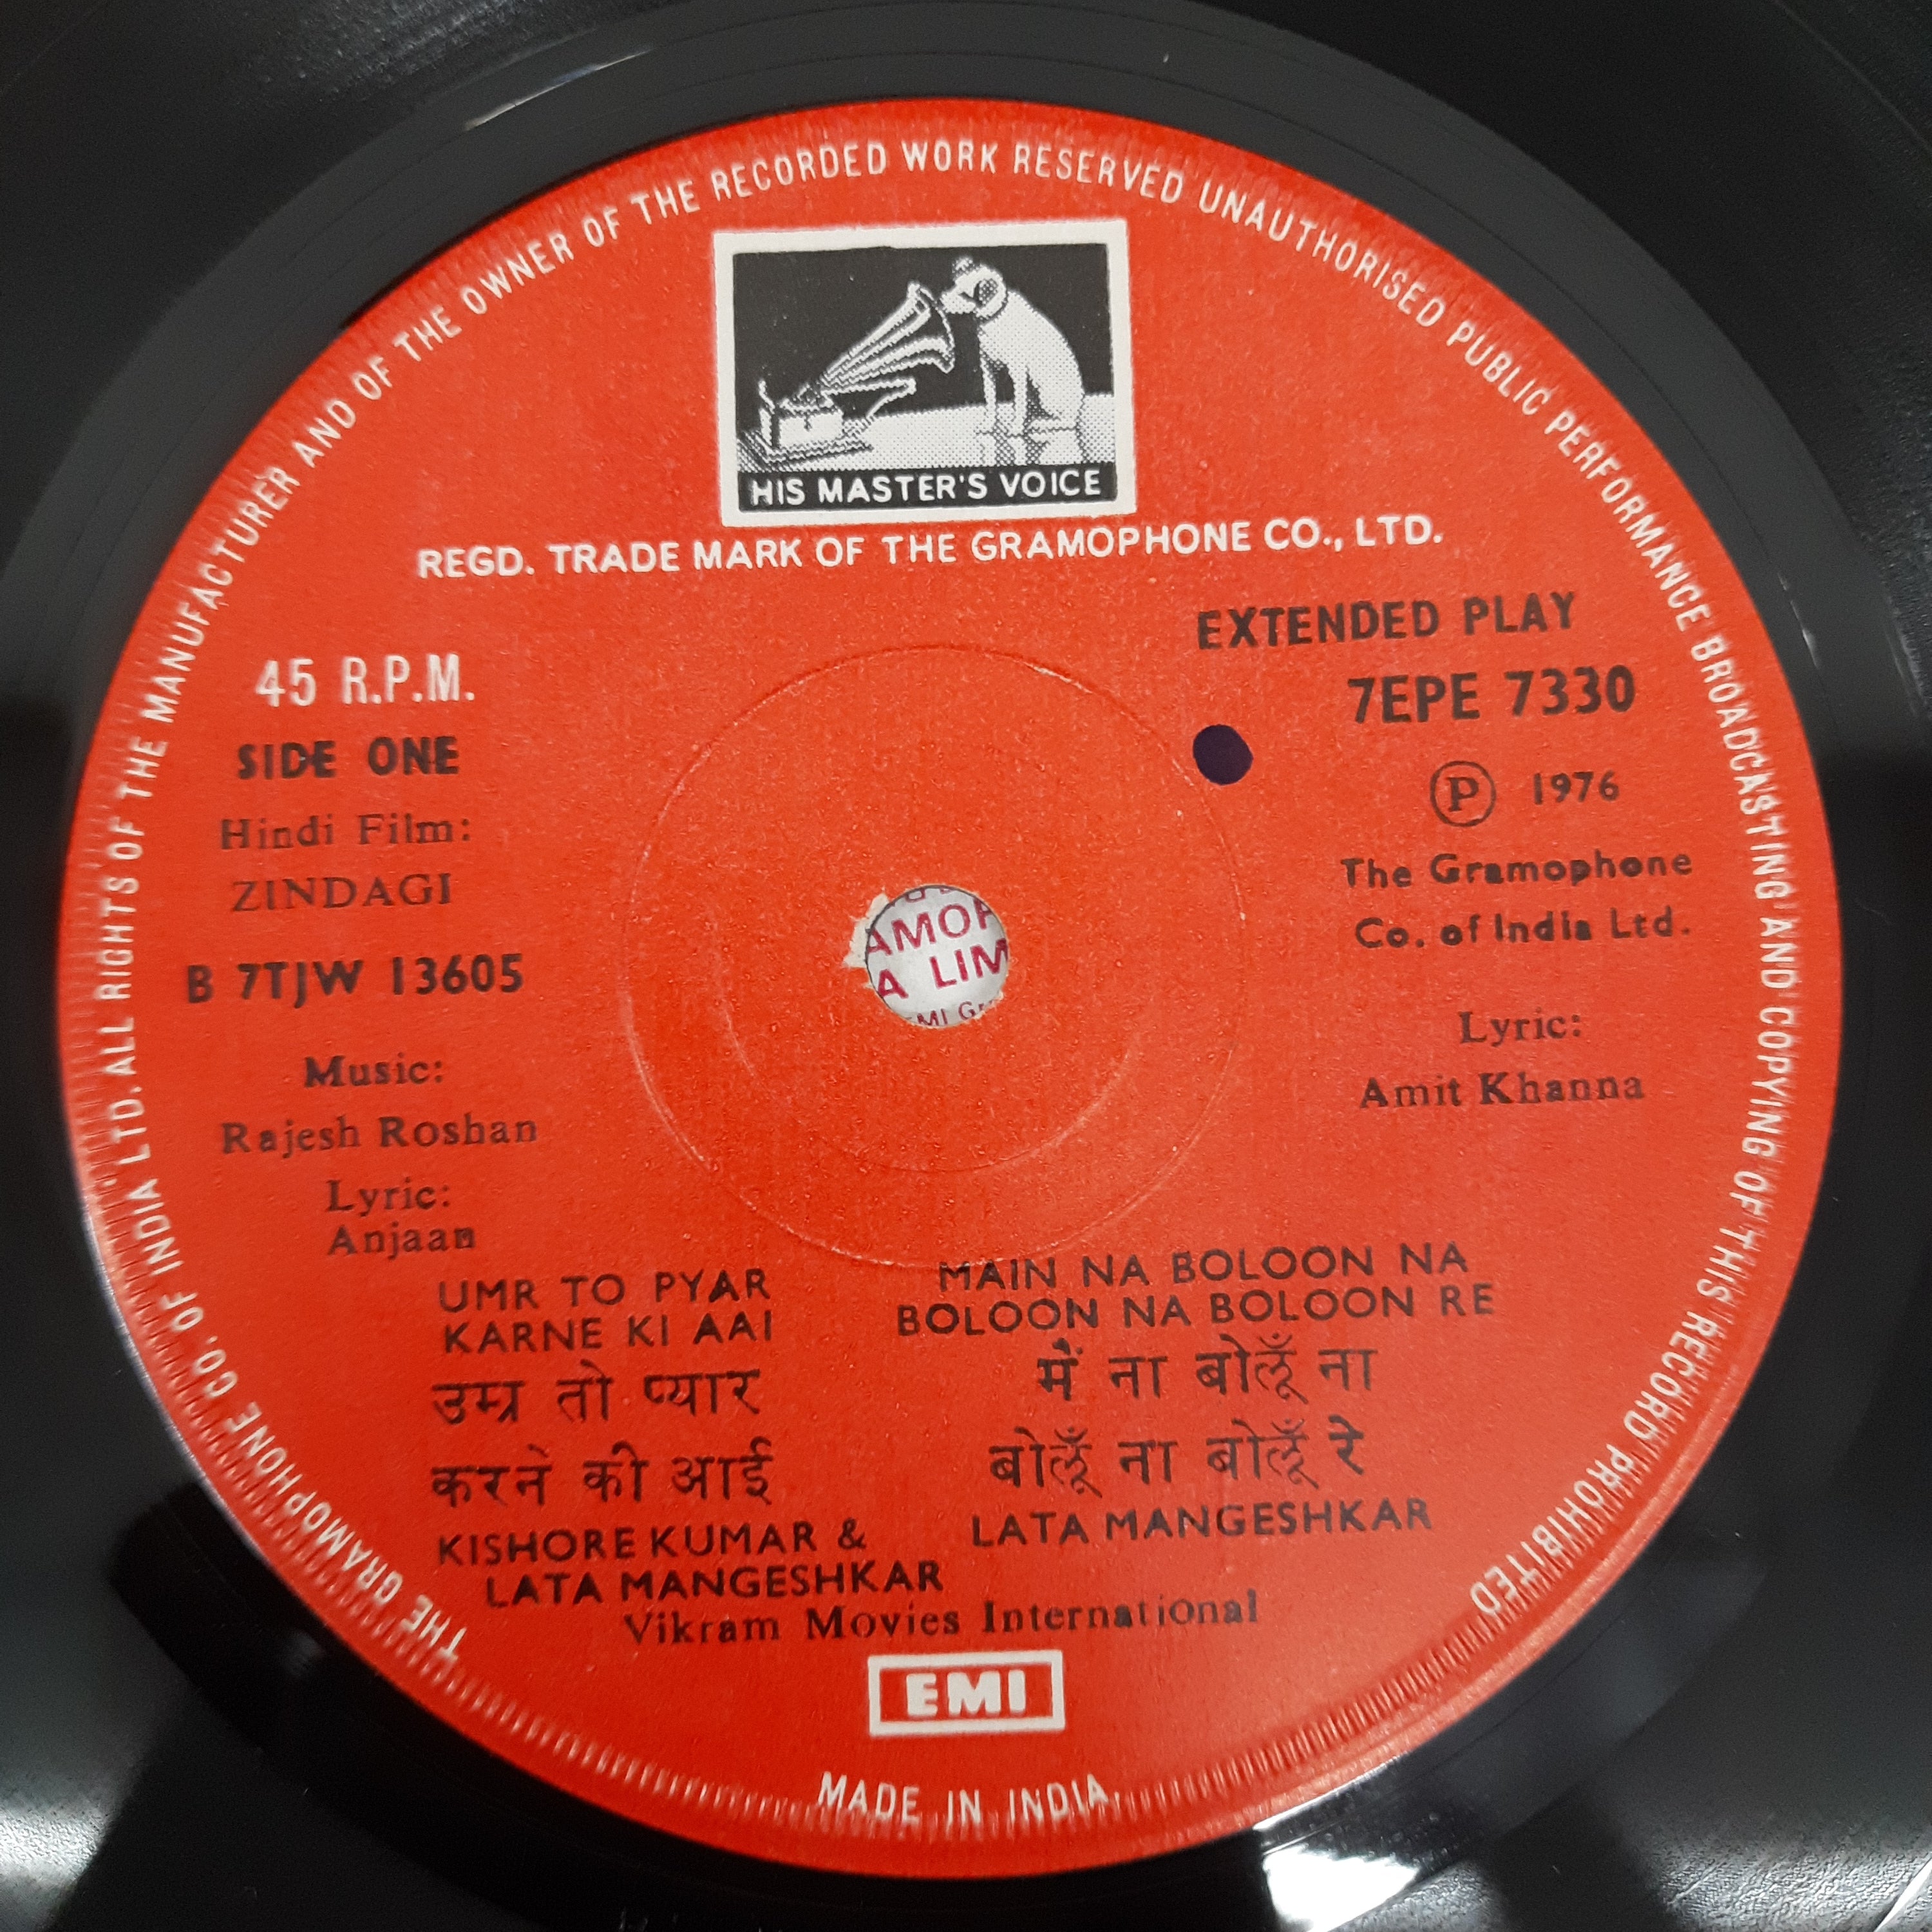 THE GRAMOPHONE CO. OF INDIA LTD. ALL RIGHTS OF THE MANUFACTURER AND OF THE OWNER OF THE RECORDED WORK RESERVED UNAUTHORISED PUBLIC PERFORMANCE BROADCASTING AND COPYING OF THIS RECORD PROHIBITED
HIS MASTER'S VOICE
REGD. TRADE MARK OF THE GRAMOPHONE CO., LTD.
45 R.P.M.
SIDE ONE
Hindi Film:
ZINDAGI
B 7TJW 13605
Music:
Rajesh Roshan
Lyric:
Anjaan
EXTENDED PLAY
7EPE 7330
Ⓟ 1976
The Gramophone
Co. of India Ltd.
Lyric:
Amit Khanna
AMOP
A LIM
MI G
UMR TO PYAR
KARNE KI AAI
उम्र तो प्यार
करने की आई
KISHORE KUMAR &
LATA MANGESHKAR
MAIN NA BOLOON NA
BOLOON NA BOLOON RE
मैं ना बोलूँ ना
बोलूँ ना बोलूँ रे
LATA MANGESHKAR
Vikram Movies International
EMI
MADE IN INDIA.